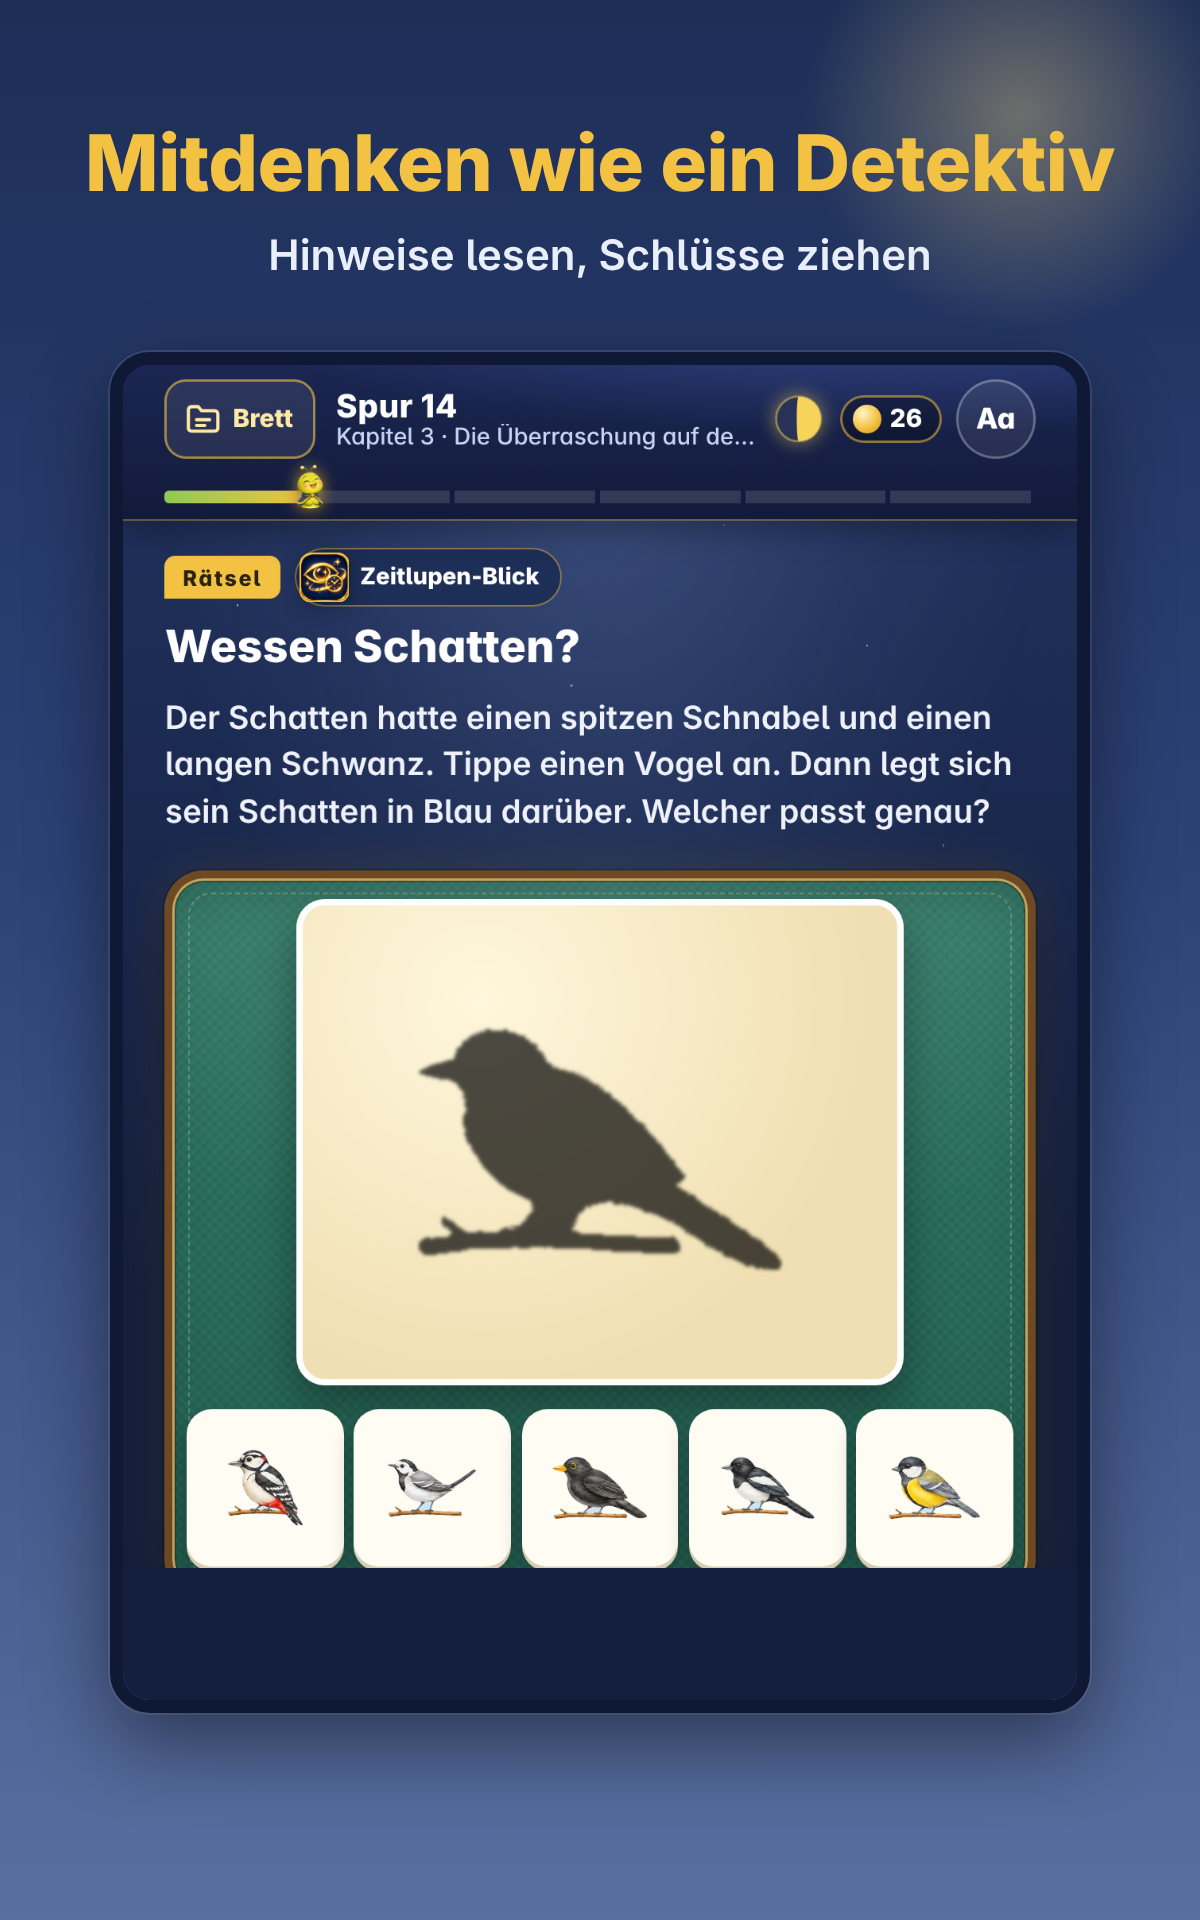 Mitdenken wie ein Detektiv
Hinweise lesen, Schlüsse ziehen
Brett
Spur 14
Kapitel 3 · Die Überraschung auf de...
26
Aa
Rätsel
Zeitlupen-Blick
Wessen Schatten?
Der Schatten hatte einen spitzen Schnabel und einen
langen Schwanz. Tippe einen Vogel an. Dann legt sich
sein Schatten in Blau darüber. Welcher passt genau?